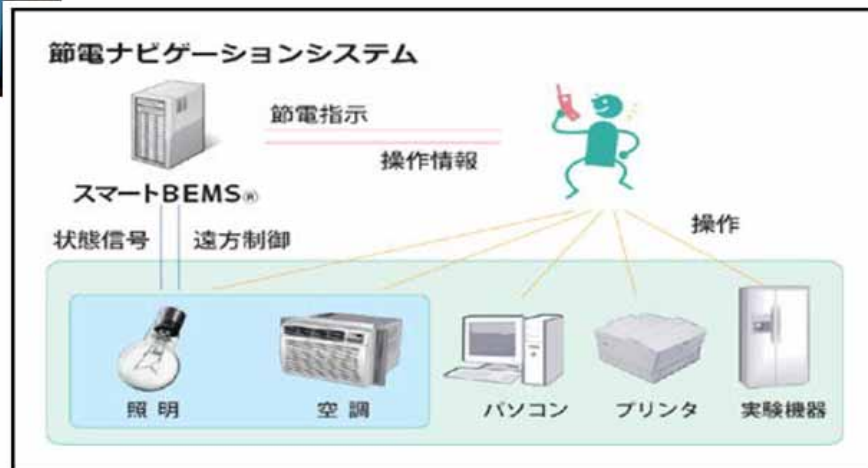 節電ナビゲーションシステム
節電指示
操作情報
スマートBEMS®
状態信号
遠方制御
操作
照明
空調
パソコン
プリンタ
実験機器